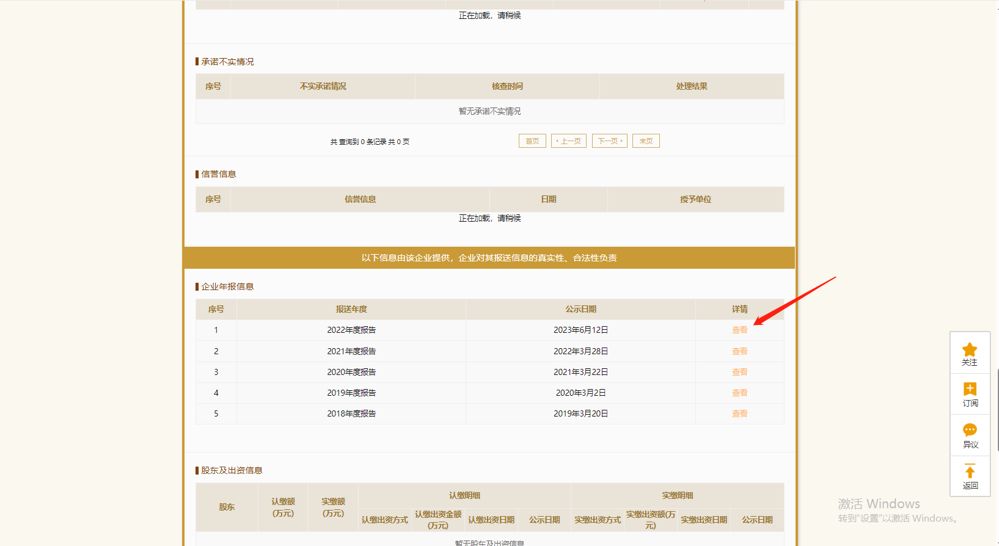 正在加载，请稍候
承诺不实情况
序号 不实承诺情况 核查时间 处理结果
暂无承诺不实情况
共 查询到 0 条记录 共 0 页 首页 上一页 下一页 末页
信誉信息
序号 信誉信息 日期 授予单位
正在加载，请稍候
以下信息由该企业提供，企业对其报送信息的真实性、合法性负责
企业年报信息
序号 报送年度 公示日期 详情
1 2022年度报告 2023年6月12日 查看
2 2021年度报告 2022年3月28日 查看
3 2020年度报告 2021年3月22日 查看
4 2019年度报告 2020年3月2日 查看
5 2018年度报告 2019年3月20日 查看
股东及出资信息
股东 认缴额 实缴额 认缴明细 实缴明细
(万元) (万元)
认缴出资方式 认缴出资金额 认缴出资日期 公示日期 实缴出资方式 实缴出资额(万 实缴出资日期 公示日期
(万元) 元)
暂无股东及出资信息
关注
订阅
异议
返回
激活 Windows
转到“设置”以激活 Windows。